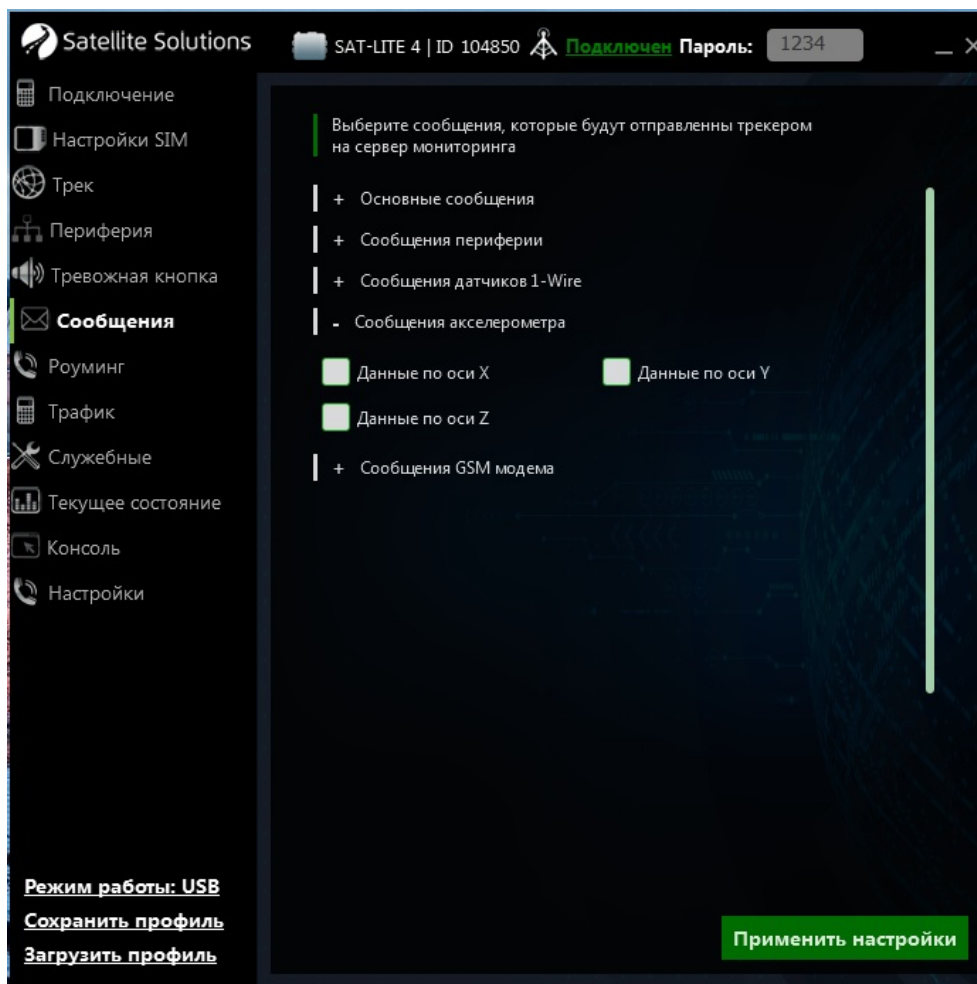 Satellite Solutions
SAT-LITE 4 | ID 104850 Подключен Пароль: 1234
Подключение
Настройки SIM
Трек
Периферия
Тревожная кнопка
Сообщения
Роуминг
Трафик
Служебные
Текущее состояние
Консоль
Настройки
Режим работы: USB
Сохранить профиль
Загрузить профиль
Выберите сообщения, которые будут отправленны трекером
на сервер мониторинга
+ Основные сообщения
+ Сообщения периферии
+ Сообщения датчиков 1-Wire
- Сообщения акселерометра
Данные по оси X Данные по оси Y
Данные по оси Z
+ Сообщения GSM модема
Применить настройки